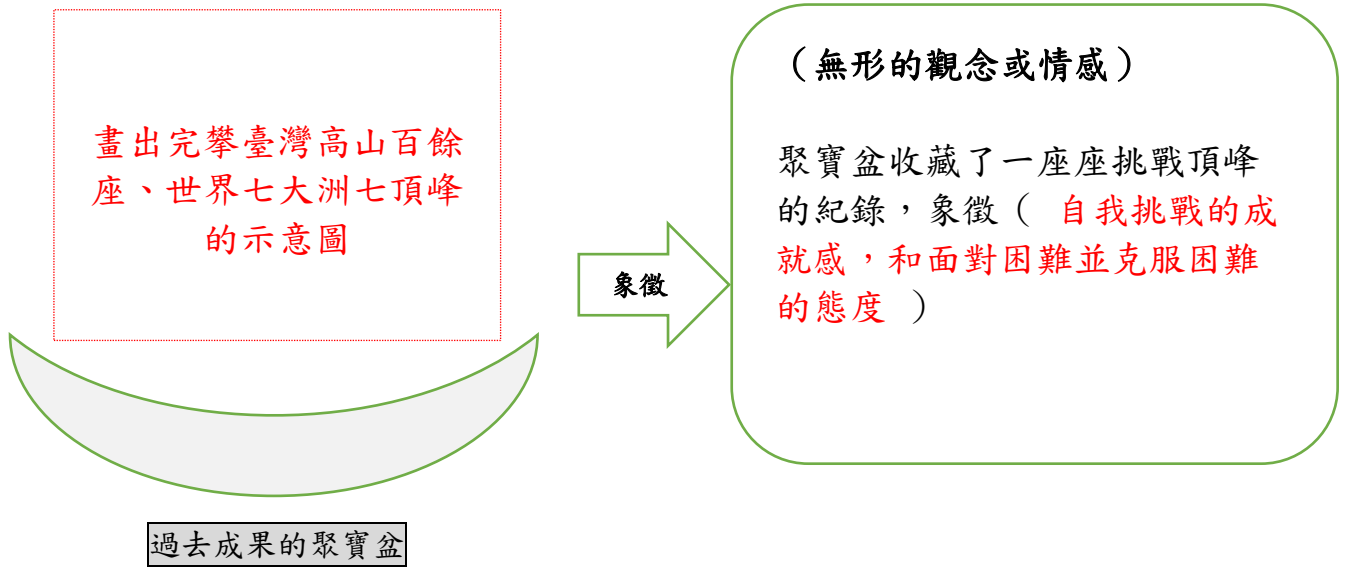 畫出完攀臺灣高山百餘
座、世界七大洲七頂峰
的示意圖
過去成果的聚寶盆
象徵
（無形的觀念或情感）
聚寶盆收藏了一座座挑戰頂峰
的紀錄，象徵（ 自我挑戰的成
就感，和面對困難並克服困難
的態度 ）